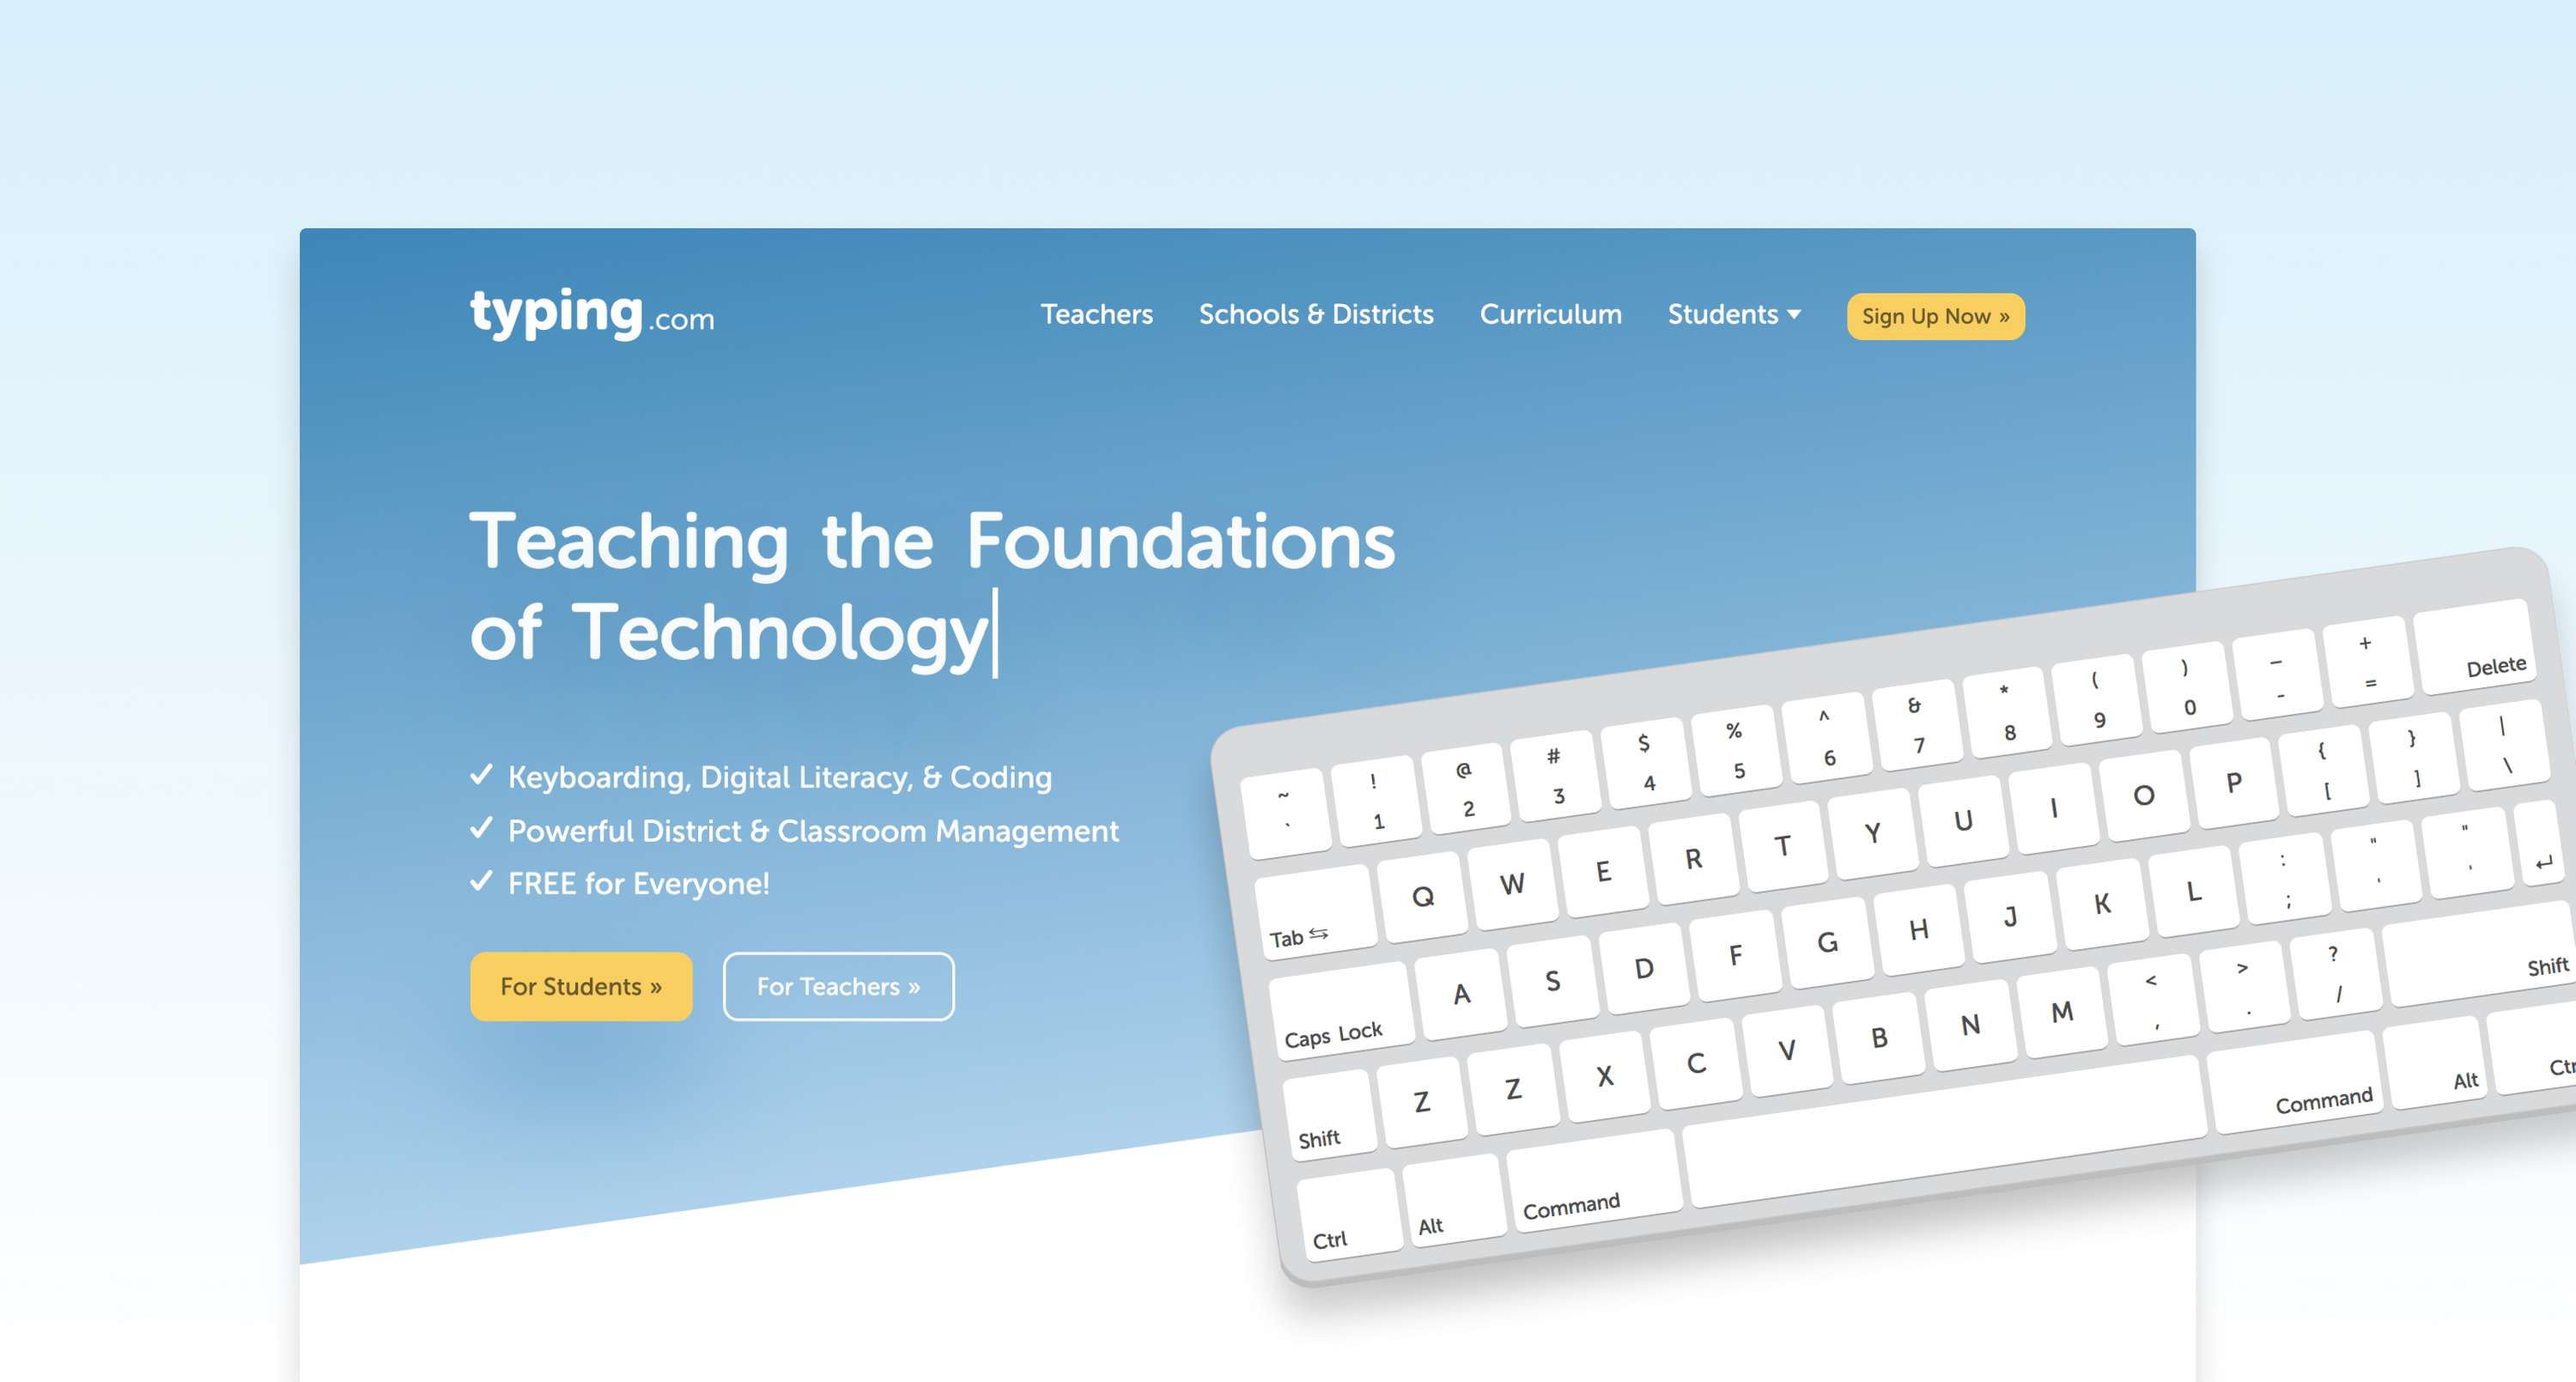 typing.com
Teachers Schools & Districts Curriculum Students Sign Up Now »
Teaching the Foundations
of Technology
Keyboarding, Digital Literacy, & Coding
Powerful District & Classroom Management
FREE for Everyone!
For Students » For Teachers »
~ ! @ # $ % ^ & * ( ) – +
` 1 2 3 4 5 6 7 8 9 0 - = Delete
Tab Q W E R T Y U I O P { [ } ] | \
Caps Lock A S D F G H J K L : ; " ' " '
Shift Z Z X C V B N M < , > . ? / Shift
Ctrl Alt Command Command Alt Ctr